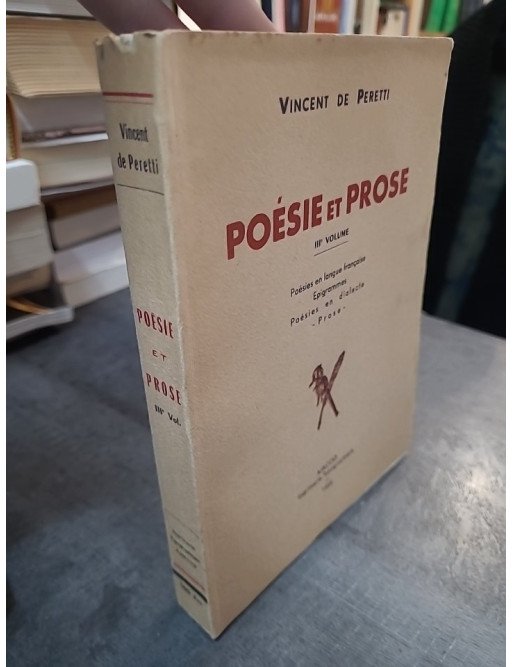 Vincent
de Peretti
POÉSIE
ET
PROSE
IIIe Vol.
VINCENT DE PERETTI
POÉSIE ET PROSE
IIIe VOLUME
Poésies en langue française
Epigrammes
Poésies en dialecte
- Prose -